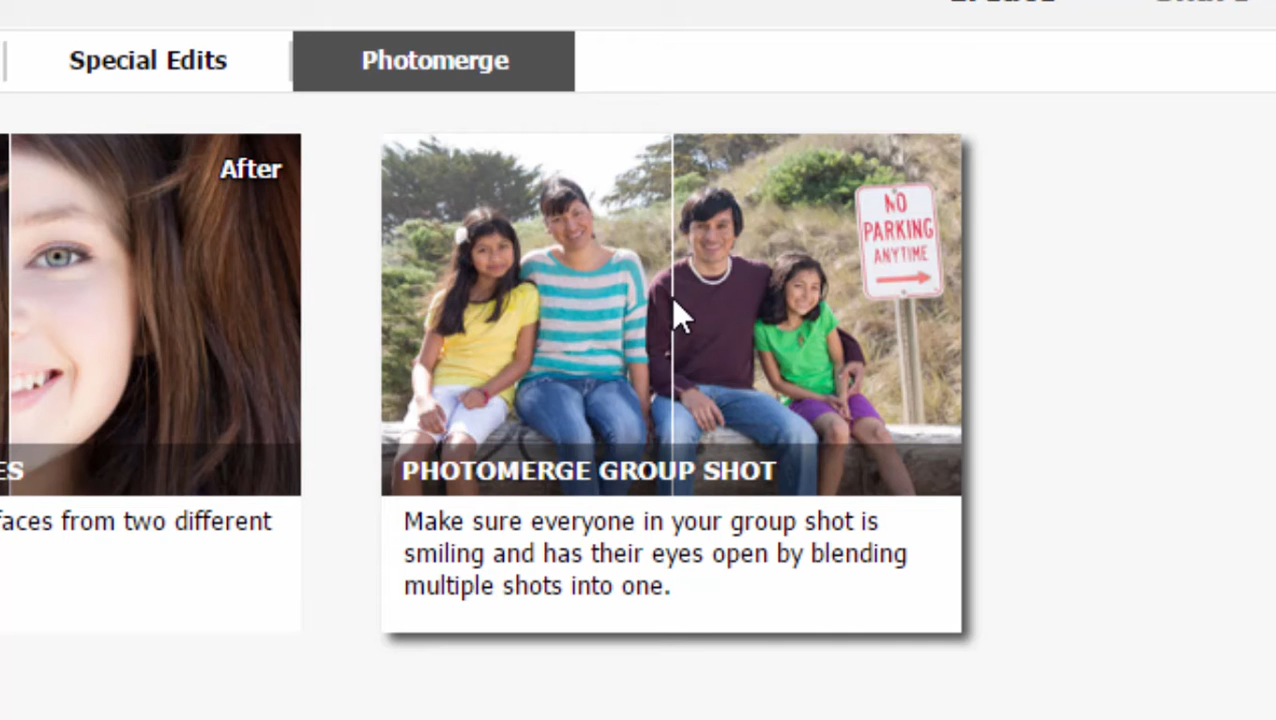 Special Edits
Photomerge
After
NO
PARKING
ANYTIME
ES
PHOTOMERGE GROUP SHOT
faces from two different
Make sure everyone in your group shot is
smiling and has their eyes open by blending
multiple shots into one.